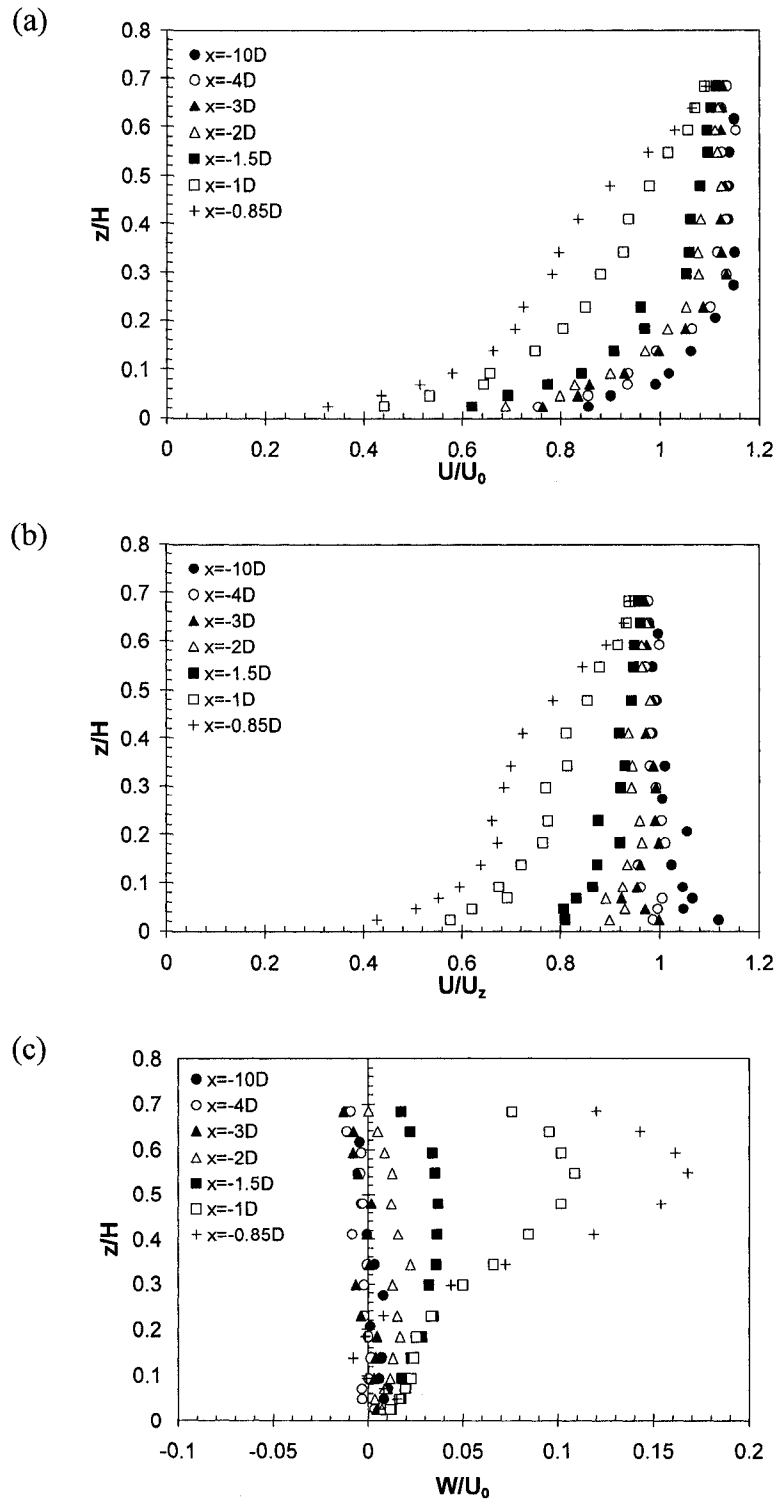 (a)
0.8
0.7
0.6
0.5
0.4
0.3
0.2
0.1
0
z/H
x=-10D
x=-4D
x=-3D
x=-2D
x=-1.5D
x=-1D
x=-0.85D
0 0.2 0.4 0.6 0.8 1 1.2
U/U₀
(b)
0.8
0.7
0.6
0.5
0.4
0.3
0.2
0.1
0
z/H
x=-10D
x=-4D
x=-3D
x=-2D
x=-1.5D
x=-1D
x=-0.85D
0 0.2 0.4 0.6 0.8 1 1.2
U/U_z
(c)
0.8
0.7
0.6
0.5
0.4
0.3
0.2
0.1
0
z/H
x=-10D
x=-4D
x=-3D
x=-2D
x=-1.5D
x=-1D
x=-0.85D
-0.1 -0.05 0 0.05 0.1 0.15 0.2
W/U₀